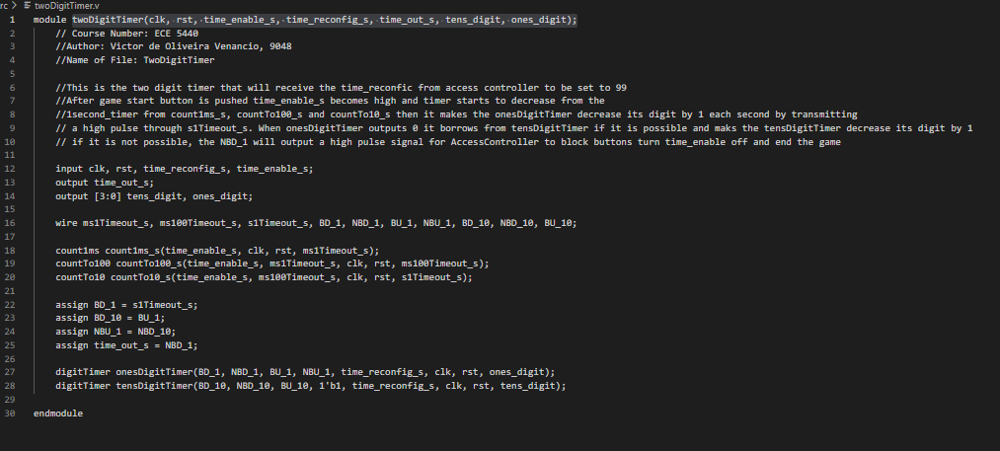 rc > twoDigitTimer.v
1 module twoDigitTimer(clk, rst, time_enable_s, time_reconfig_s, time_out_s, tens_digit, ones_digit);
2 // Course Number: ECE 5440
3 //Author: Victor de Oliveira Venancio, 9048
4 //Name of File: TwoDigitTimer
5
6 //This is the two digit timer that will receive the time_reconfic from access controller to be set to 99
7 //After game start button is pushed time_enable_s becomes high and timer starts to decrease from the
8 //1second_timer from count1ms_s, countTo100_s and countTo10_s then it makes the onesDigitTimer decrease its digit by 1 each second by transmitting
9 // a high pulse through s1Timeout_s. When onesDigitTimer outputs 0 it borrows from tensDigitTimer if it is possible and maks the tensDigitTimer decrease its digit by 1
10 // if it is not possible, the NBD_1 will output a high pulse signal for AccessController to block buttons turn time_enable off and end the game
11
12 input clk, rst, time_reconfig_s, time_enable_s;
13 output time_out_s;
14 output [3:0] tens_digit, ones_digit;
15
16 wire ms1Timeout_s, ms100Timeout_s, s1Timeout_s, BD_1, NBD_1, BU_1, NBU_1, BD_10, NBD_10, BU_10;
17
18 count1ms count1ms_s(time_enable_s, clk, rst, ms1Timeout_s);
19 countTo100 countTo100_s(time_enable_s, ms1Timeout_s, clk, rst, ms100Timeout_s);
20 countTo10 countTo10_s(time_enable_s, ms100Timeout_s, clk, rst, s1Timeout_s);
21
22 assign BD_1 = s1Timeout_s;
23 assign BD_10 = BU_1;
24 assign NBU_1 = NBD_10;
25 assign time_out_s = NBD_1;
26
27 digitTimer onesDigitTimer(BD_1, NBD_1, BU_1, NBU_1, time_reconfig_s, clk, rst, ones_digit);
28 digitTimer tensDigitTimer(BD_10, NBD_10, BU_10, 1'b1, time_reconfig_s, clk, rst, tens_digit);
29
30 endmodule